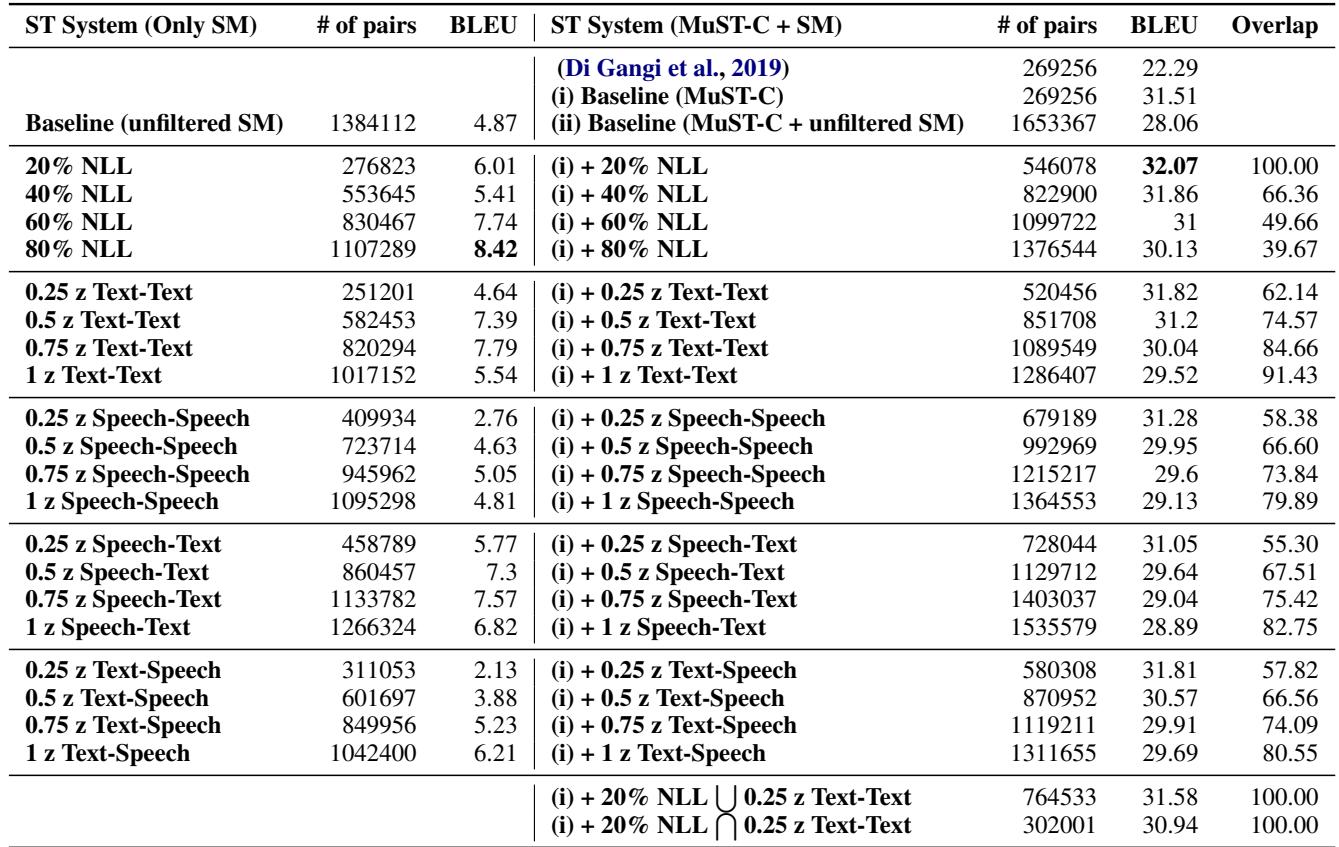 ST System (Only SM) # of pairs BLEU ST System (MuST-C + SM) # of pairs BLEU Overlap
(Di Gangi et al., 2019) 269256 22.29
(i) Baseline (MuST-C) 269256 31.51
Baseline (unfiltered SM) 1384112 4.87 (ii) Baseline (MuST-C + unfiltered SM) 1653367 28.06
20% NLL 276823 6.01 (i) + 20% NLL 546078 32.07 100.00
40% NLL 553645 5.41 (i) + 40% NLL 822900 31.86 66.36
60% NLL 830467 7.74 (i) + 60% NLL 1099722 31 49.66
80% NLL 1107289 8.42 (i) + 80% NLL 1376544 30.13 39.67
0.25 z Text-Text 251201 4.64 (i) + 0.25 z Text-Text 520456 31.82 62.14
0.5 z Text-Text 582453 7.39 (i) + 0.5 z Text-Text 851708 31.2 74.57
0.75 z Text-Text 820294 7.79 (i) + 0.75 z Text-Text 1089549 30.04 84.66
1 z Text-Text 1017152 5.54 (i) + 1 z Text-Text 1286407 29.52 91.43
0.25 z Speech-Speech 409934 2.76 (i) + 0.25 z Speech-Speech 679189 31.28 58.38
0.5 z Speech-Speech 723714 4.63 (i) + 0.5 z Speech-Speech 992969 29.95 66.60
0.75 z Speech-Speech 945962 5.05 (i) + 0.75 z Speech-Speech 1215217 29.6 73.84
1 z Speech-Speech 1095298 4.81 (i) + 1 z Speech-Speech 1364553 29.13 79.89
0.25 z Speech-Text 458789 5.77 (i) + 0.25 z Speech-Text 728044 31.05 55.30
0.5 z Speech-Text 860457 7.3 (i) + 0.5 z Speech-Text 1129712 29.64 67.51
0.75 z Speech-Text 1133782 7.57 (i) + 0.75 z Speech-Text 1403037 29.04 75.42
1 z Speech-Text 1266324 6.82 (i) + 1 z Speech-Text 1535579 28.89 82.75
0.25 z Text-Speech 311053 2.13 (i) + 0.25 z Text-Speech 580308 31.81 57.82
0.5 z Text-Speech 601697 3.88 (i) + 0.5 z Text-Speech 870952 30.57 66.56
0.75 z Text-Speech 849956 5.23 (i) + 0.75 z Text-Speech 1119211 29.91 74.09
1 z Text-Speech 1042400 6.21 (i) + 1 z Text-Speech 1311655 29.69 80.55
(i) + 20% NLL ⋃ 0.25 z Text-Text 764533 31.58 100.00
(i) + 20% NLL ⋂ 0.25 z Text-Text 302001 30.94 100.00